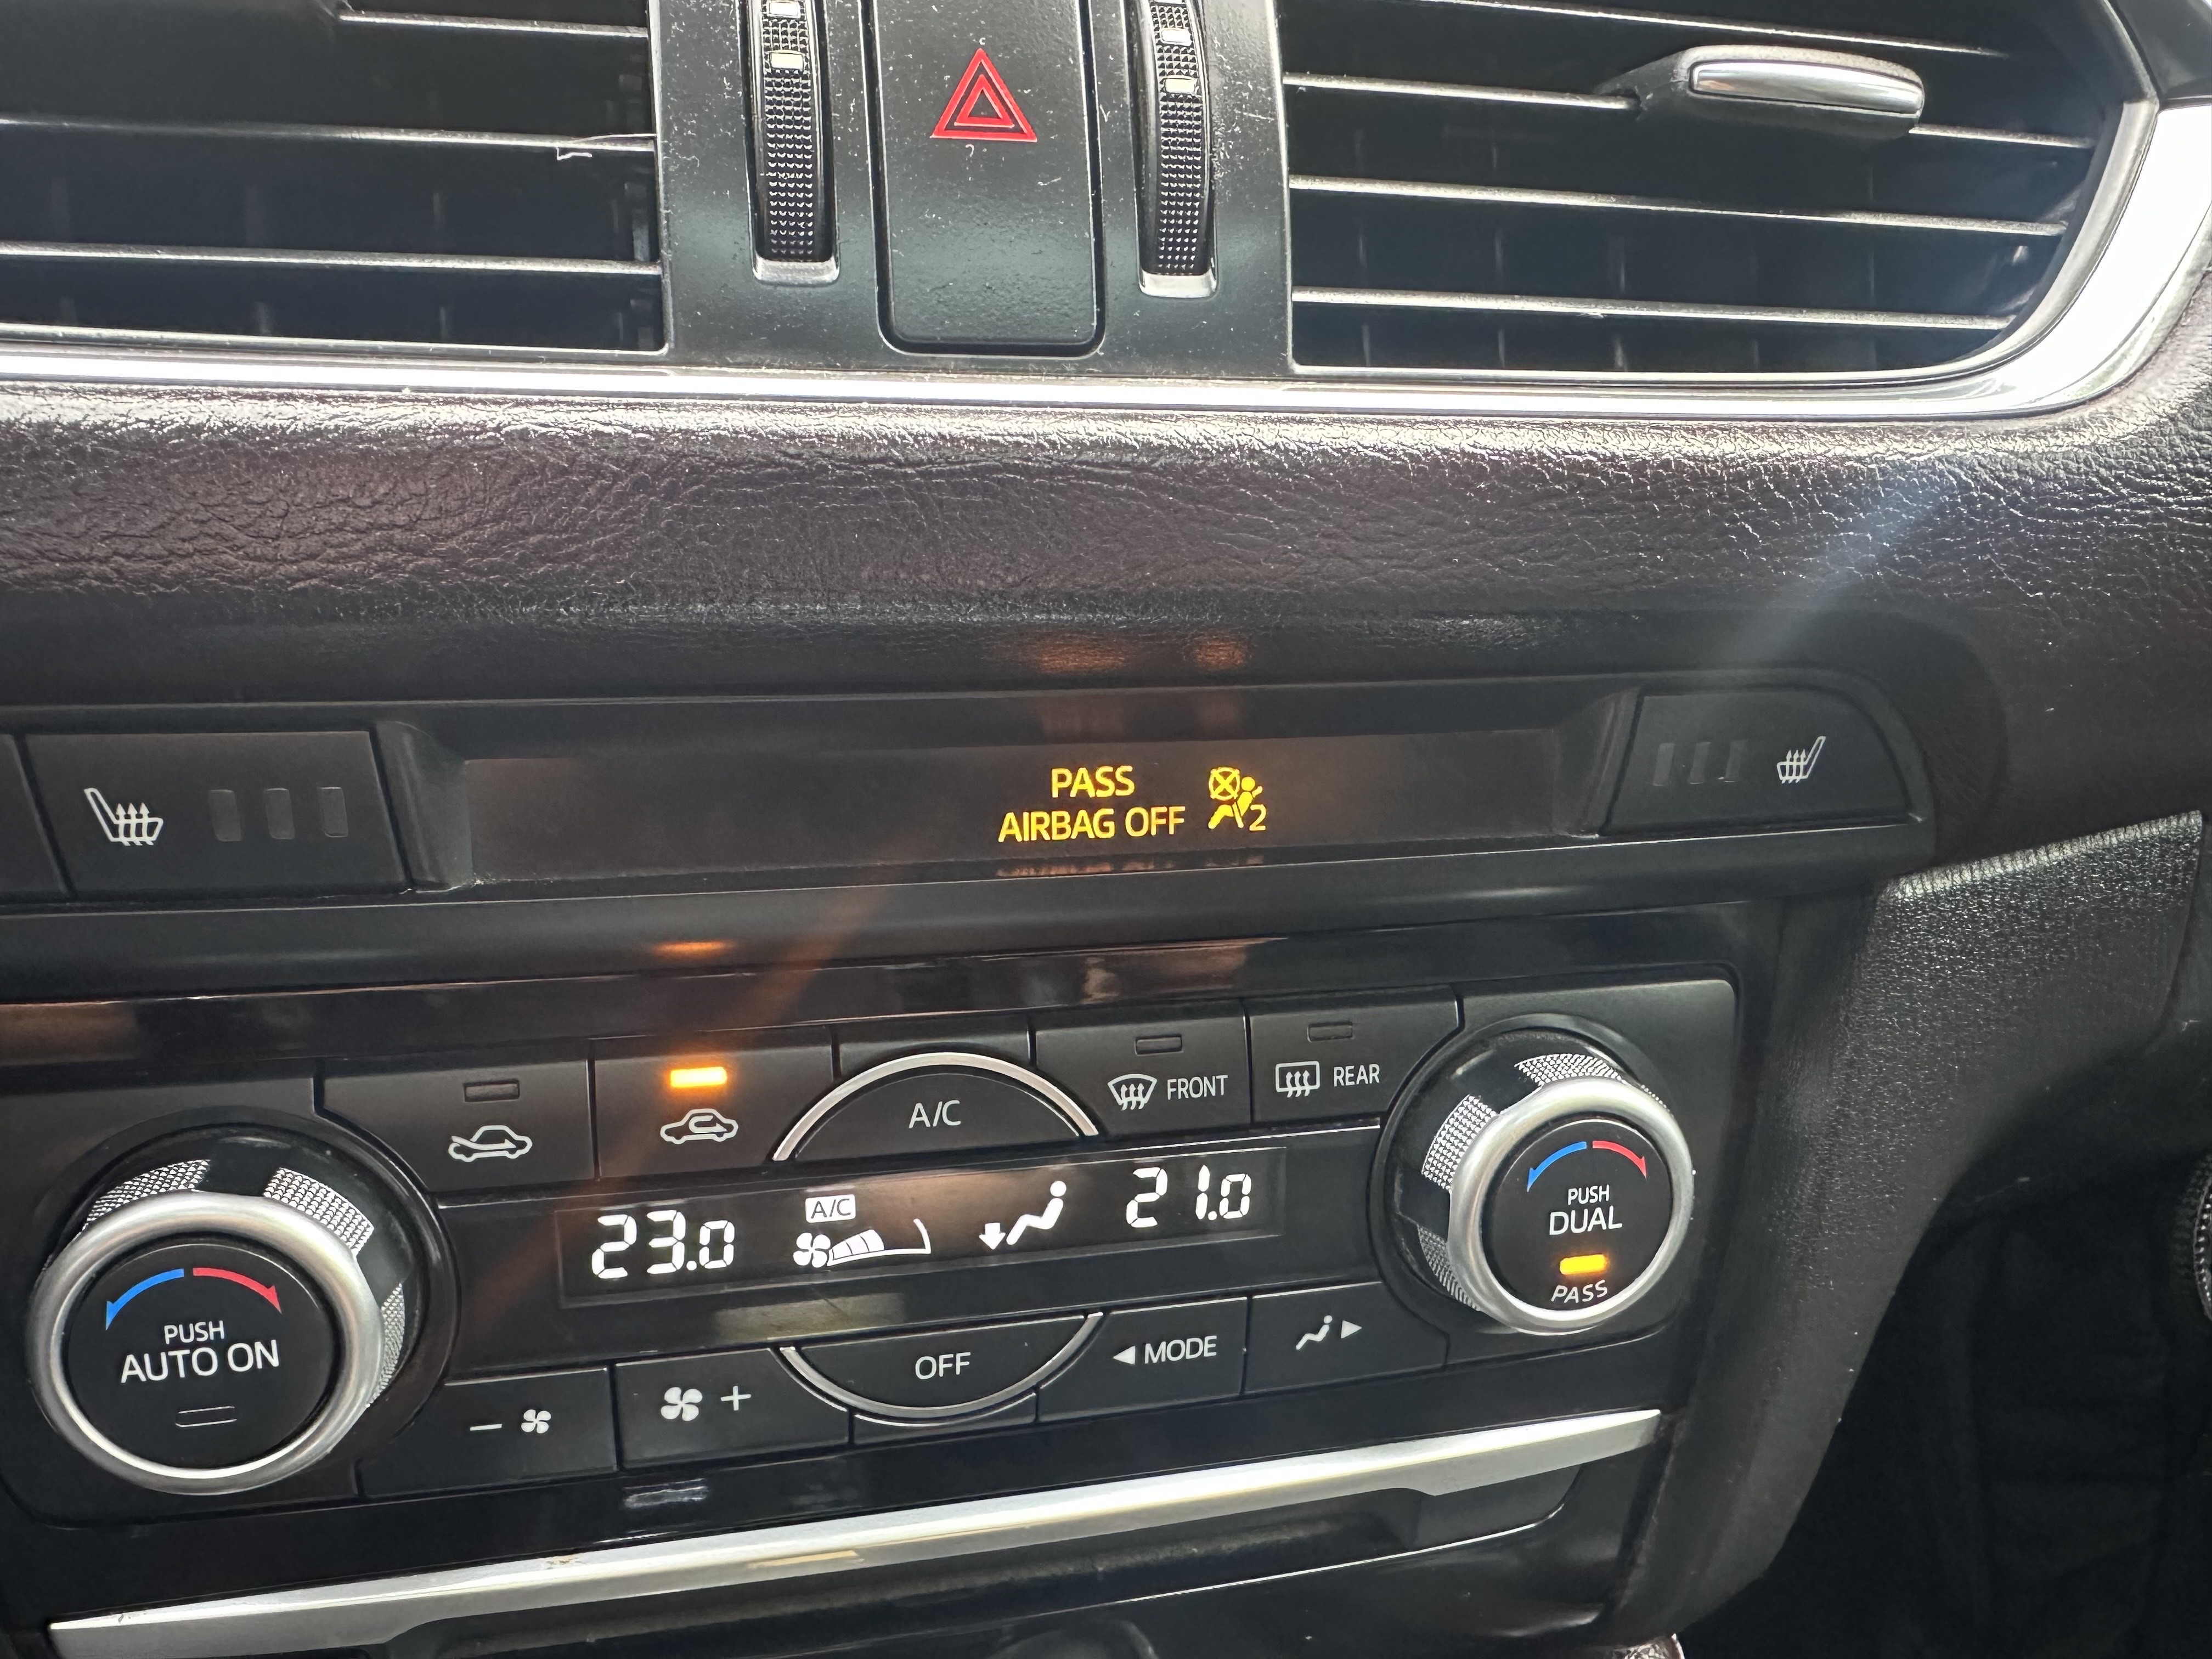 PASS
AIRBAG OFF 2
A/C
FRONT
REAR
23.0
A/C
21.0
PUSH
DUAL
PASS
PUSH
AUTO ON
− +
OFF
MODE